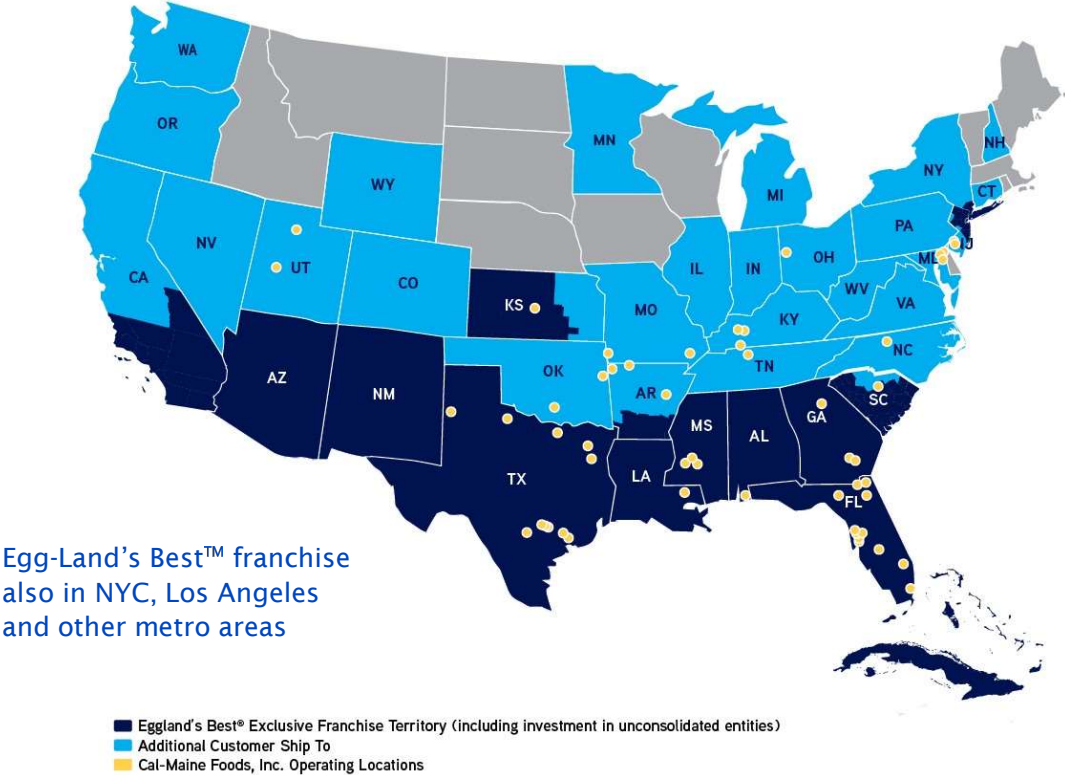 WA
OR
MN
NH
WY
NY
MI
CT
PA
NV
OH
NJ
UT
IL
IN
ML
CA
CO
WV
KS
MO
VA
KY
NC
OK
TN
AZ
NM
AR
SC
GA
MS
AL
LA
TX
FL
Egg-Land's Best™ franchise
also in NYC, Los Angeles
and other metro areas
Eggland's Best® Exclusive Franchise Territory (including investment in unconsolidated entities)
Additional Customer Ship To
Cal-Maine Foods, Inc. Operating Locations